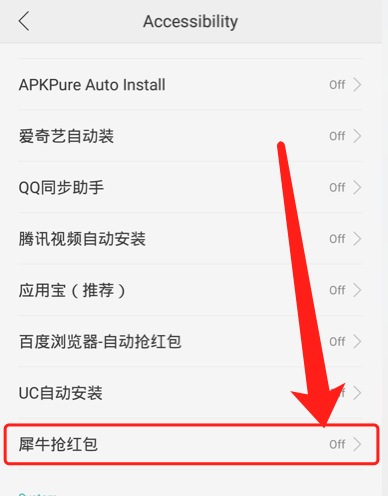 Accessibility
APKPure Auto Install Off
爱奇艺自动装 Off
QQ同步助手 Off
腾讯视频自动安装 Off
应用宝（推荐） Off
百度浏览器-自动抢红包 Off
UC自动安装
犀牛抢红包 Off